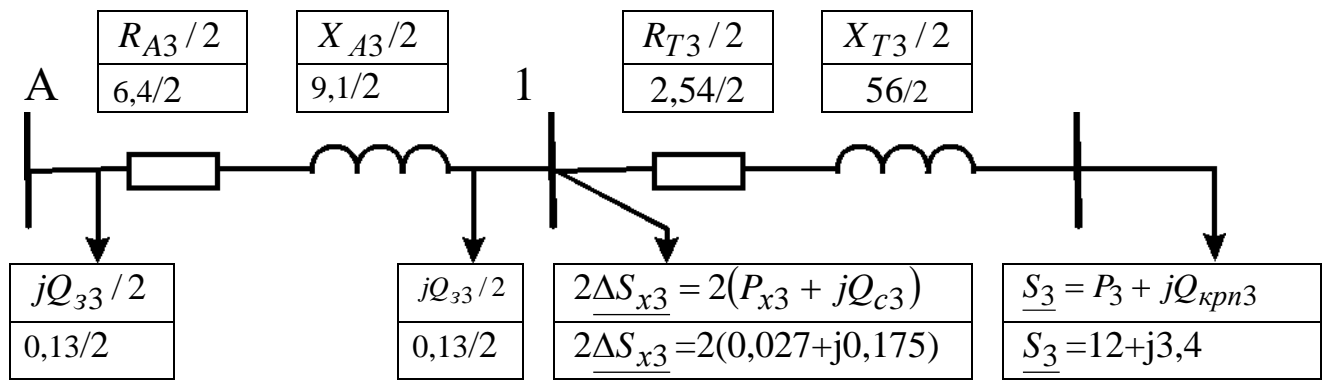 R_{A3}/2
X_{A3}/2
R_{T3}/2
X_{T3}/2
6,4/2
9,1/2
2,54/2
56/2
A
1
jQ_{з3}/2
jQ_{з3}/2
2ΔS_{x3} = 2(P_{x3} + jQ_{c3})
S_3 = P_3 + jQ_{крп3}
0,13/2
0,13/2
2ΔS_{x3} =2(0,027+j0,175)
S_3 =12+j3,4